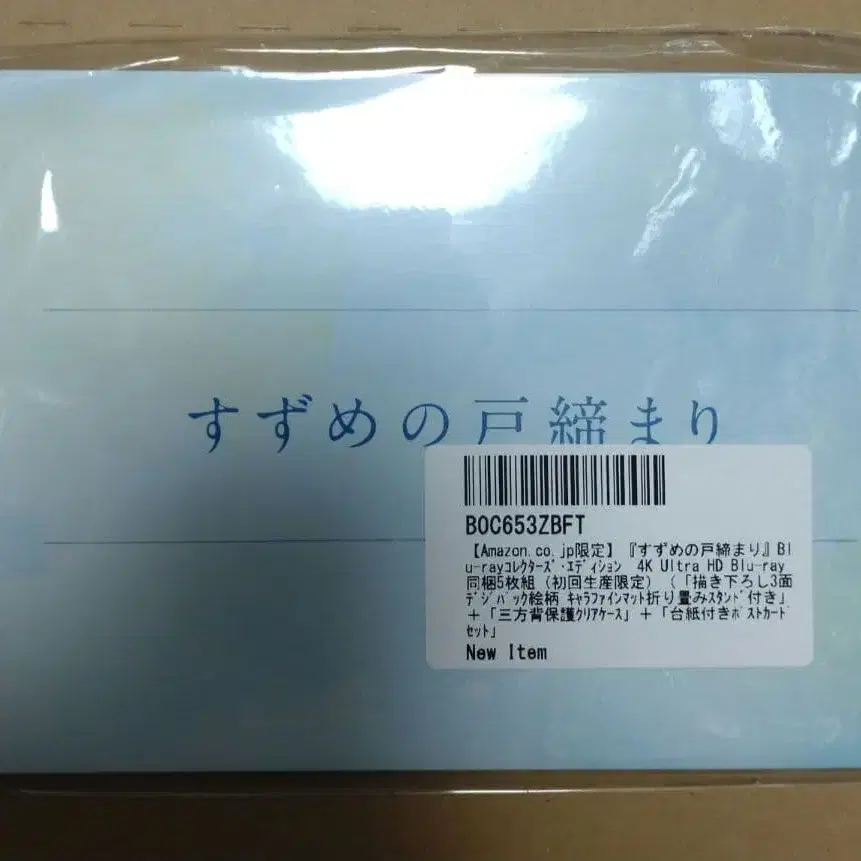 すずめの戸締まり
B0C653ZBFT
【Amazon.co.jp限定】『すずめの戸締まり』Bl
u-rayｺﾚｸﾀｰｽﾞ･ｴﾃﾞｨｼｮﾝ 4K Ultra HD Blu-ray
同梱5枚組（初回生産限定）（「描き下ろし3面
ﾃﾞｼﾞﾊﾟｯｸ絵柄 ｷｬﾗﾌｧｲﾝﾏｯﾄ折り畳みｽﾀﾝﾄﾞ付き」
＋「三方背保護ｸﾘｱｹｰｽ」＋「台紙付きﾎﾟｽﾄｶｰﾄﾞ
ｾｯﾄ」
New Item